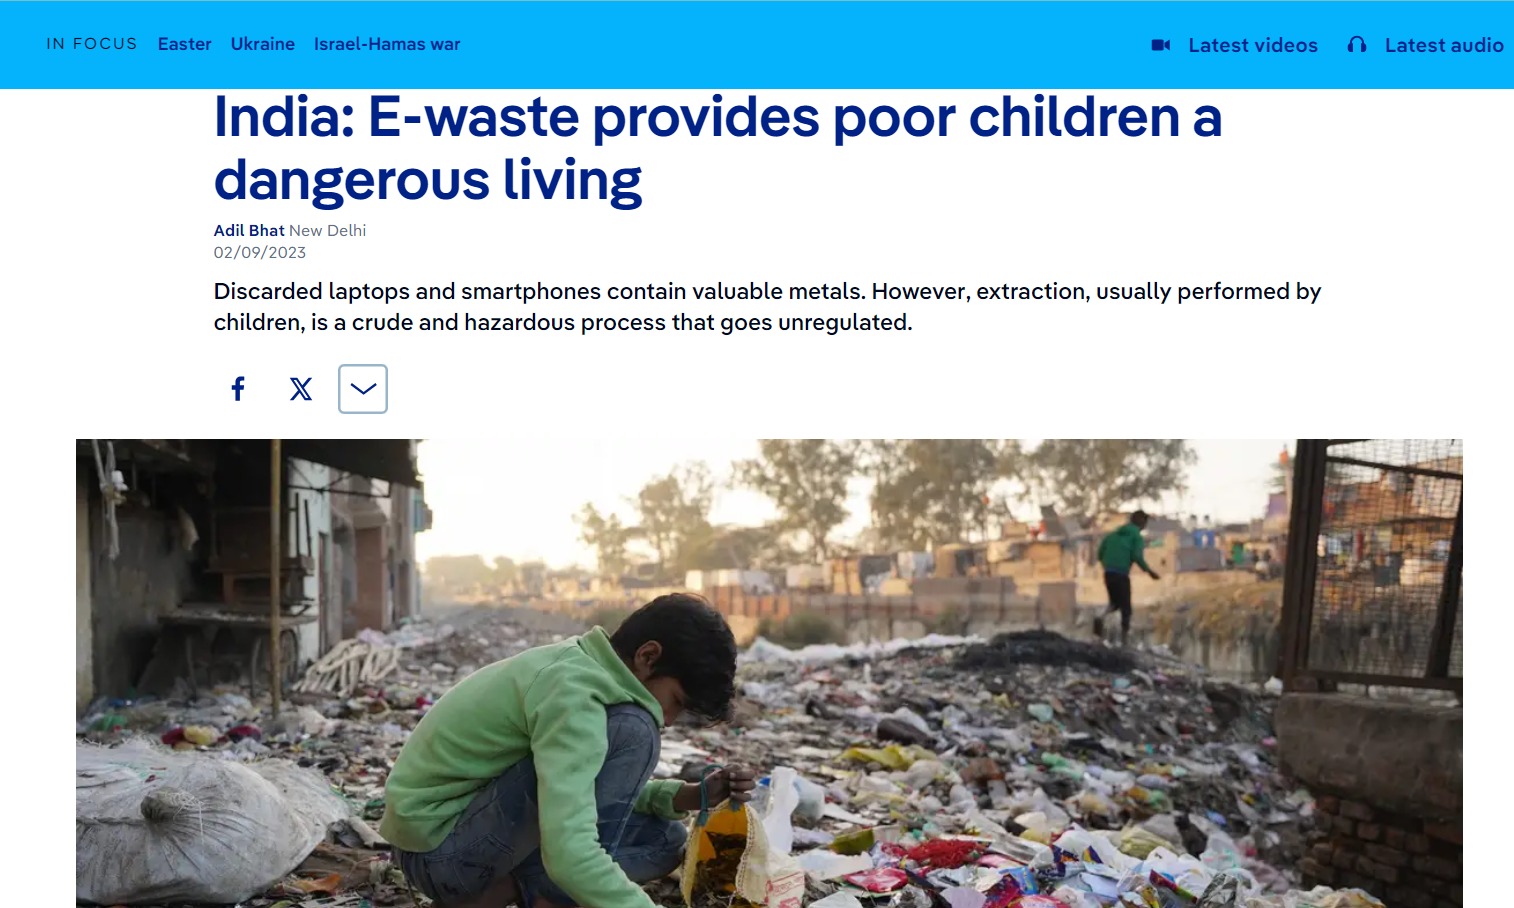 IN FOCUS Easter Ukraine Israel-Hamas war Latest videos Latest audio
India: E-waste provides poor children a
dangerous living
Adil Bhat New Delhi
02/09/2023
Discarded laptops and smartphones contain valuable metals. However, extraction, usually performed by
children, is a crude and hazardous process that goes unregulated.